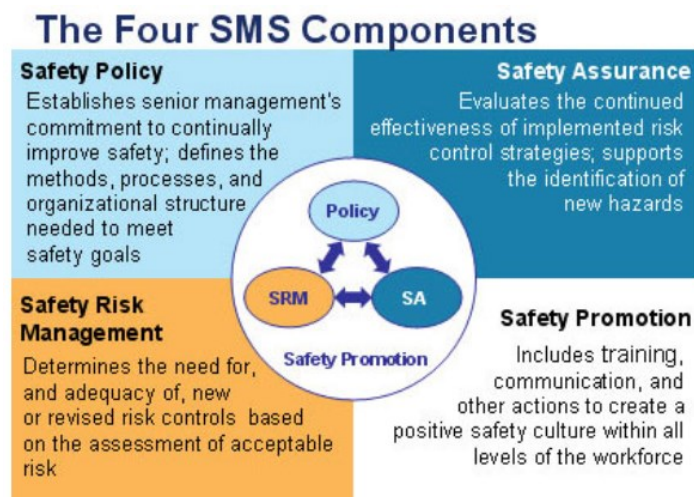 The Four SMS Components
Safety Policy
Establishes senior management's
commitment to continually
improve safety; defines the
methods, processes, and
organizational structure
needed to meet
safety goals
Safety Assurance
Evaluates the continued
effectiveness of implemented risk
control strategies; supports
the identification of
new hazards
Policy
SRM
SA
Safety Promotion
Safety Risk
Management
Determines the need for,
and adequacy of, new
or revised risk controls based
on the assessment of acceptable
risk
Safety Promotion
Includes training,
communication, and
other actions to create a
positive safety culture within all
levels of the workforce